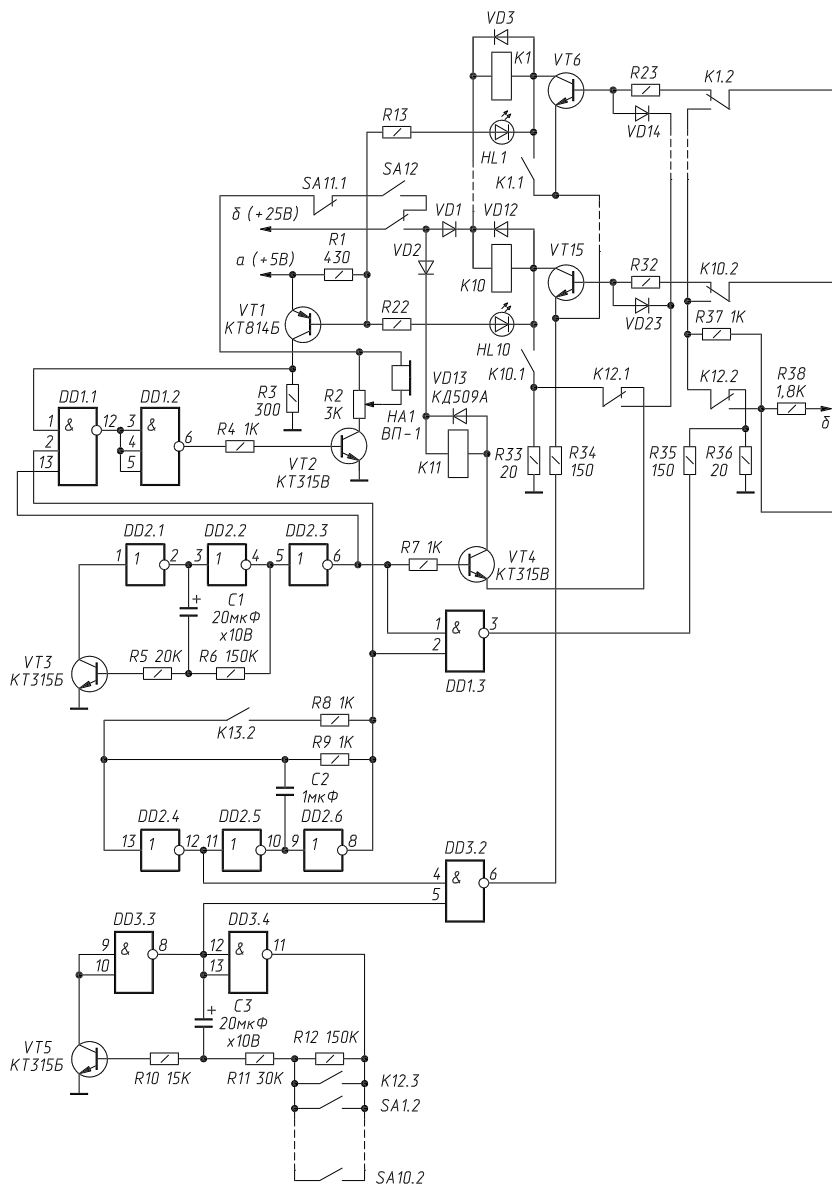 VD3
K1
VT6
R23
K1.2
R13
VD14
HL1
SA11.1
SA12
K1.1
б (+25В)
VD1
VD12
R1
430
VD2
VT15
R32
K10.2
а (+5В)
K10
VT1
КТ814Б
R22
VD23
R37 1К
HL10
R3
300
R2
3К
VD13
КД509А
K10.1
K12.1
K12.2
R38
1,8К
DD1.1
DD1.2
НА1
ВП-1
б
1
&
12
3
&
2
4
6
R4 1К
13
5
VT2
КТ315В
K11
R33
20
R34
150
R35
150
R36
20
DD2.1
DD2.2
DD2.3
1
1
2
3
1
4
5
1
6
R7 1К
VT4
КТ315В
+
C1
20мкФ
х10В
1
&
3
2
VT3
КТ315Б
R5 20К
R6 150К
DD1.3
R8 1К
K13.2
R9 1К
C2
1мкФ
DD2.4
DD2.5
DD2.6
13
1
12
11
1
10
9
1
8
DD3.2
4
&
6
5
DD3.3
DD3.4
9
&
8
12
&
11
10
13
+
C3
20мкФ
х10В
VT5
КТ315Б
R12 150К
R10 15К
R11 30К
K12.3
SA1.2
SA10.2